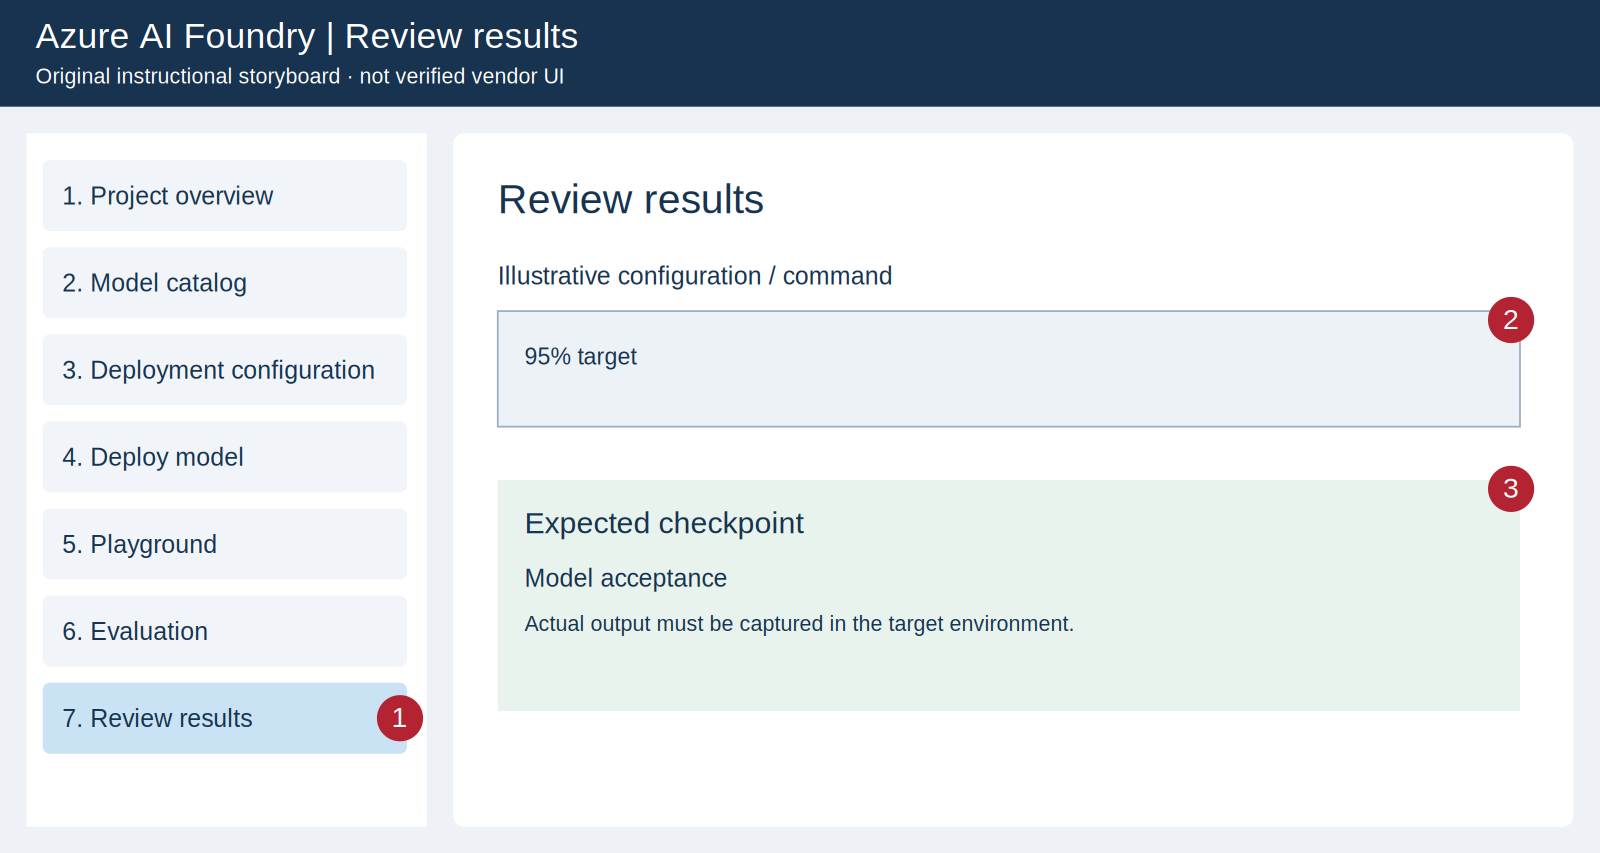 Azure AI Foundry | Review results
Original instructional storyboard · not verified vendor UI
1. Project overview
2. Model catalog
3. Deployment configuration
4. Deploy model
5. Playground
6. Evaluation
7. Review results
1
Review results
Illustrative configuration / command
2
95% target
3
Expected checkpoint
Model acceptance
Actual output must be captured in the target environment.